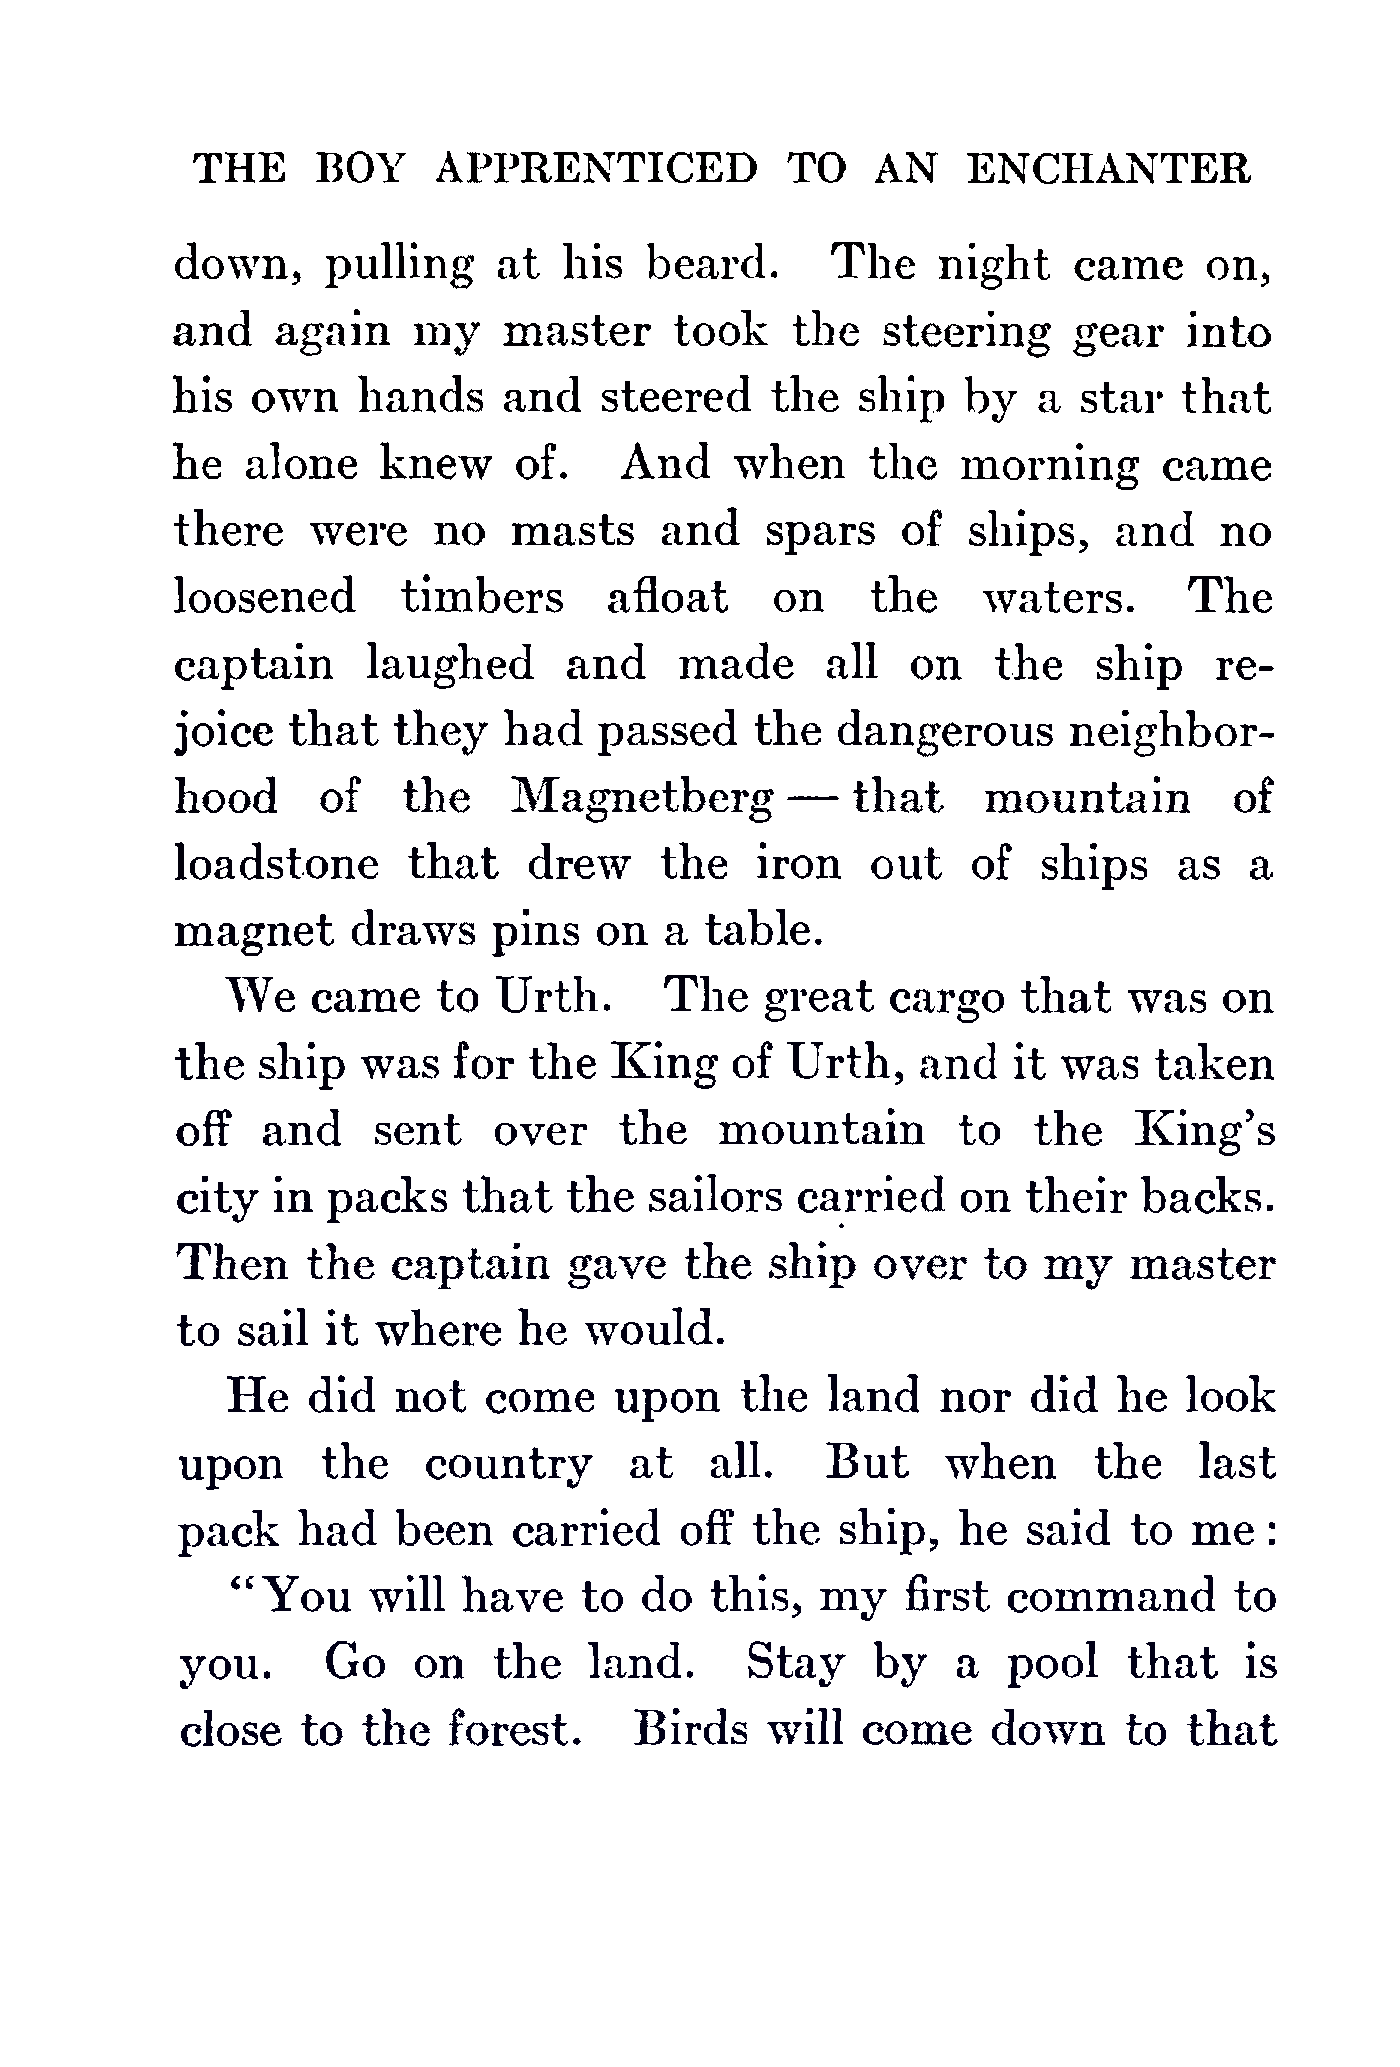 THE BOY APPRENTICED TO AN ENCHANTER
down, pulling at his beard. The night came on,
and again my master took the steering gear into
his own hands and steered the ship by a star that
he alone knew of. And when the morning came
there were no masts and spars of ships, and no
loosened timbers afloat on the waters. The
captain laughed and made all on the ship re-
joice that they had passed the dangerous neighbor-
hood of the Magnetberg — that mountain of
loadstone that drew the iron out of ships as a
magnet draws pins on a table.
We came to Urth. The great cargo that was on
the ship was for the King of Urth, and it was taken
off and sent over the mountain to the King's
city in packs that the sailors carried on their backs.
Then the captain gave the ship over to my master
to sail it where he would.
He did not come upon the land nor did he look
upon the country at all. But when the last
pack had been carried off the ship, he said to me:
"You will have to do this, my first command to
you. Go on the land. Stay by a pool that is
close to the forest. Birds will come down to that